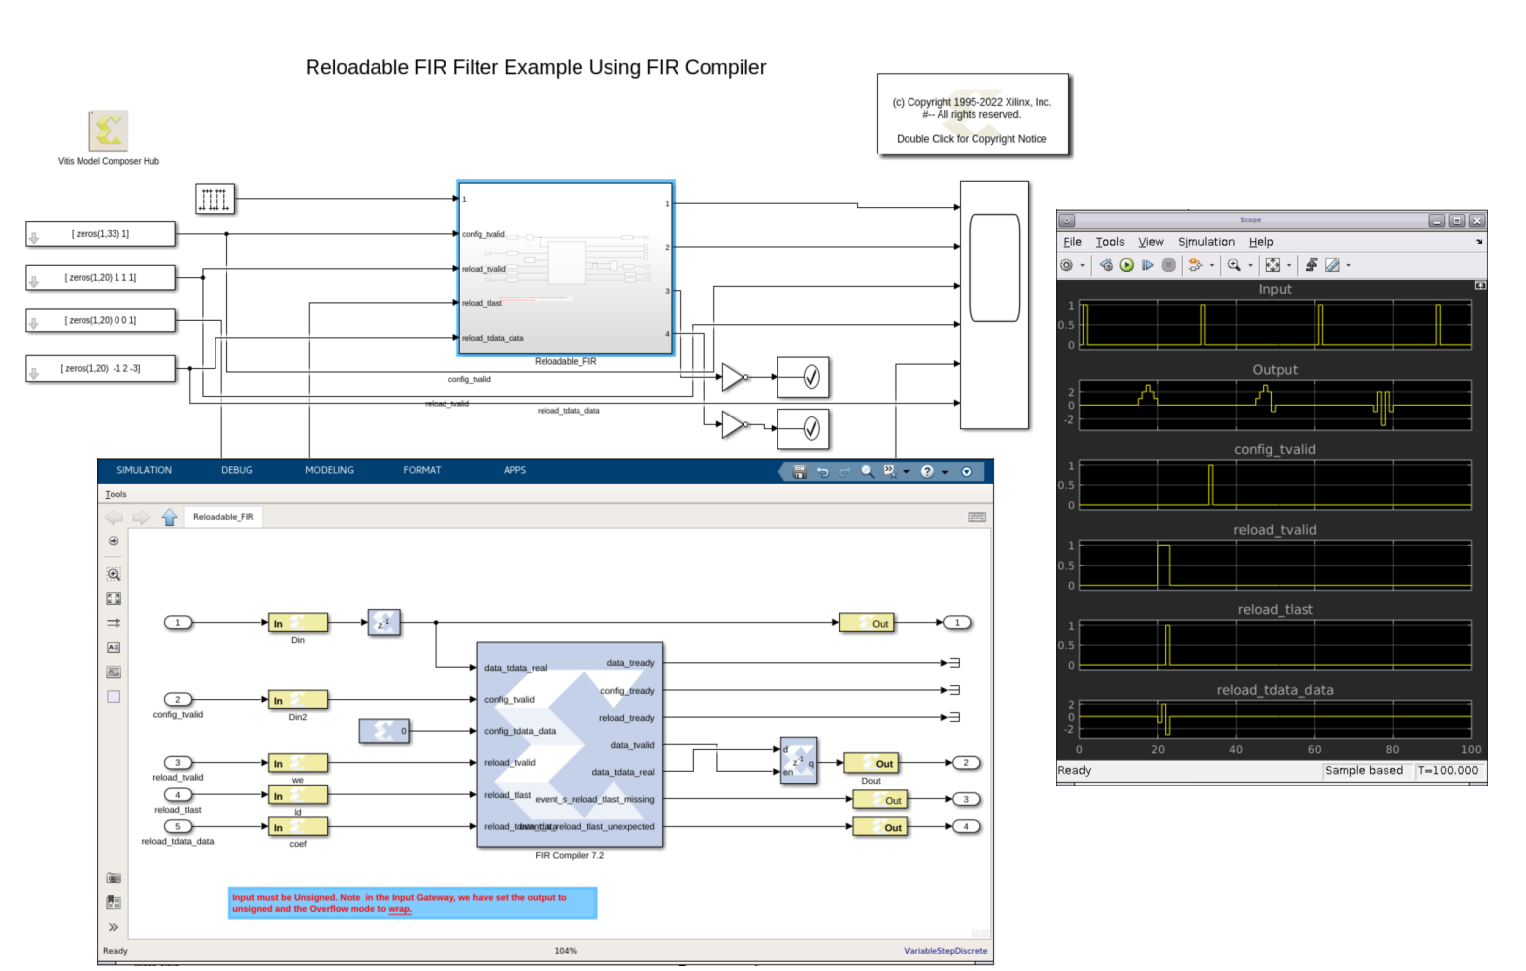 Reloadable FIR Filter Example Using FIR Compiler
(c) Copyright 1995-2022 Xilinx, Inc.
#-- All rights reserved.
Double Click for Copyright Notice
Vitis Model Composer Hub
[ zeros(1,33) 1]
[ zeros(1,20) 1 1 1]
[ zeros(1,20) 0 0 1]
[ zeros(1,20)  -1 2 -3]
1
config_tvalid
reload_tvalid
reload_tlast
reload_tdata_cata
1
2
3
4
Reloadable_FIR
config_tvalid
reload_tvalid
reload_tdata_data
SIMULATION DEBUG MODELING FORMAT APPS
Tools
Reloadable_FIR
1 In Din z-1 Out 1
2 In Din2
config_tvalid
0
3 In we
reload_tvalid
4 In ld
reload_tlast
5 In coef
reload_tdata_data
data_tdata_real
config_tvalid
config_tdata_data
reload_tvalid
reload_tlast
data_tready
config_tready
reload_tready
data_tvalid
data_tdata_real
event_s_reload_tlast_missing
reload_tlast_unexpected
FIR Compiler 7.2
d
z-1 q
en
Out 2
Dout
Out 3
Out 4
Input must be Unsigned. Note  in the Input Gateway, we have set the output to
unsigned and the Overflow mode to wrap.
Ready 104% VariableStepDiscrete
Scope
File Tools View Simulation Help
Input
1
0.5
0
Output
2
0
-2
config_tvalid
1
0.5
0
reload_tvalid
1
0.5
0
reload_tlast
1
0.5
0
reload_tdata_data
2
0
-2
0 20 40 60 80 100
Ready Sample based T=100.000